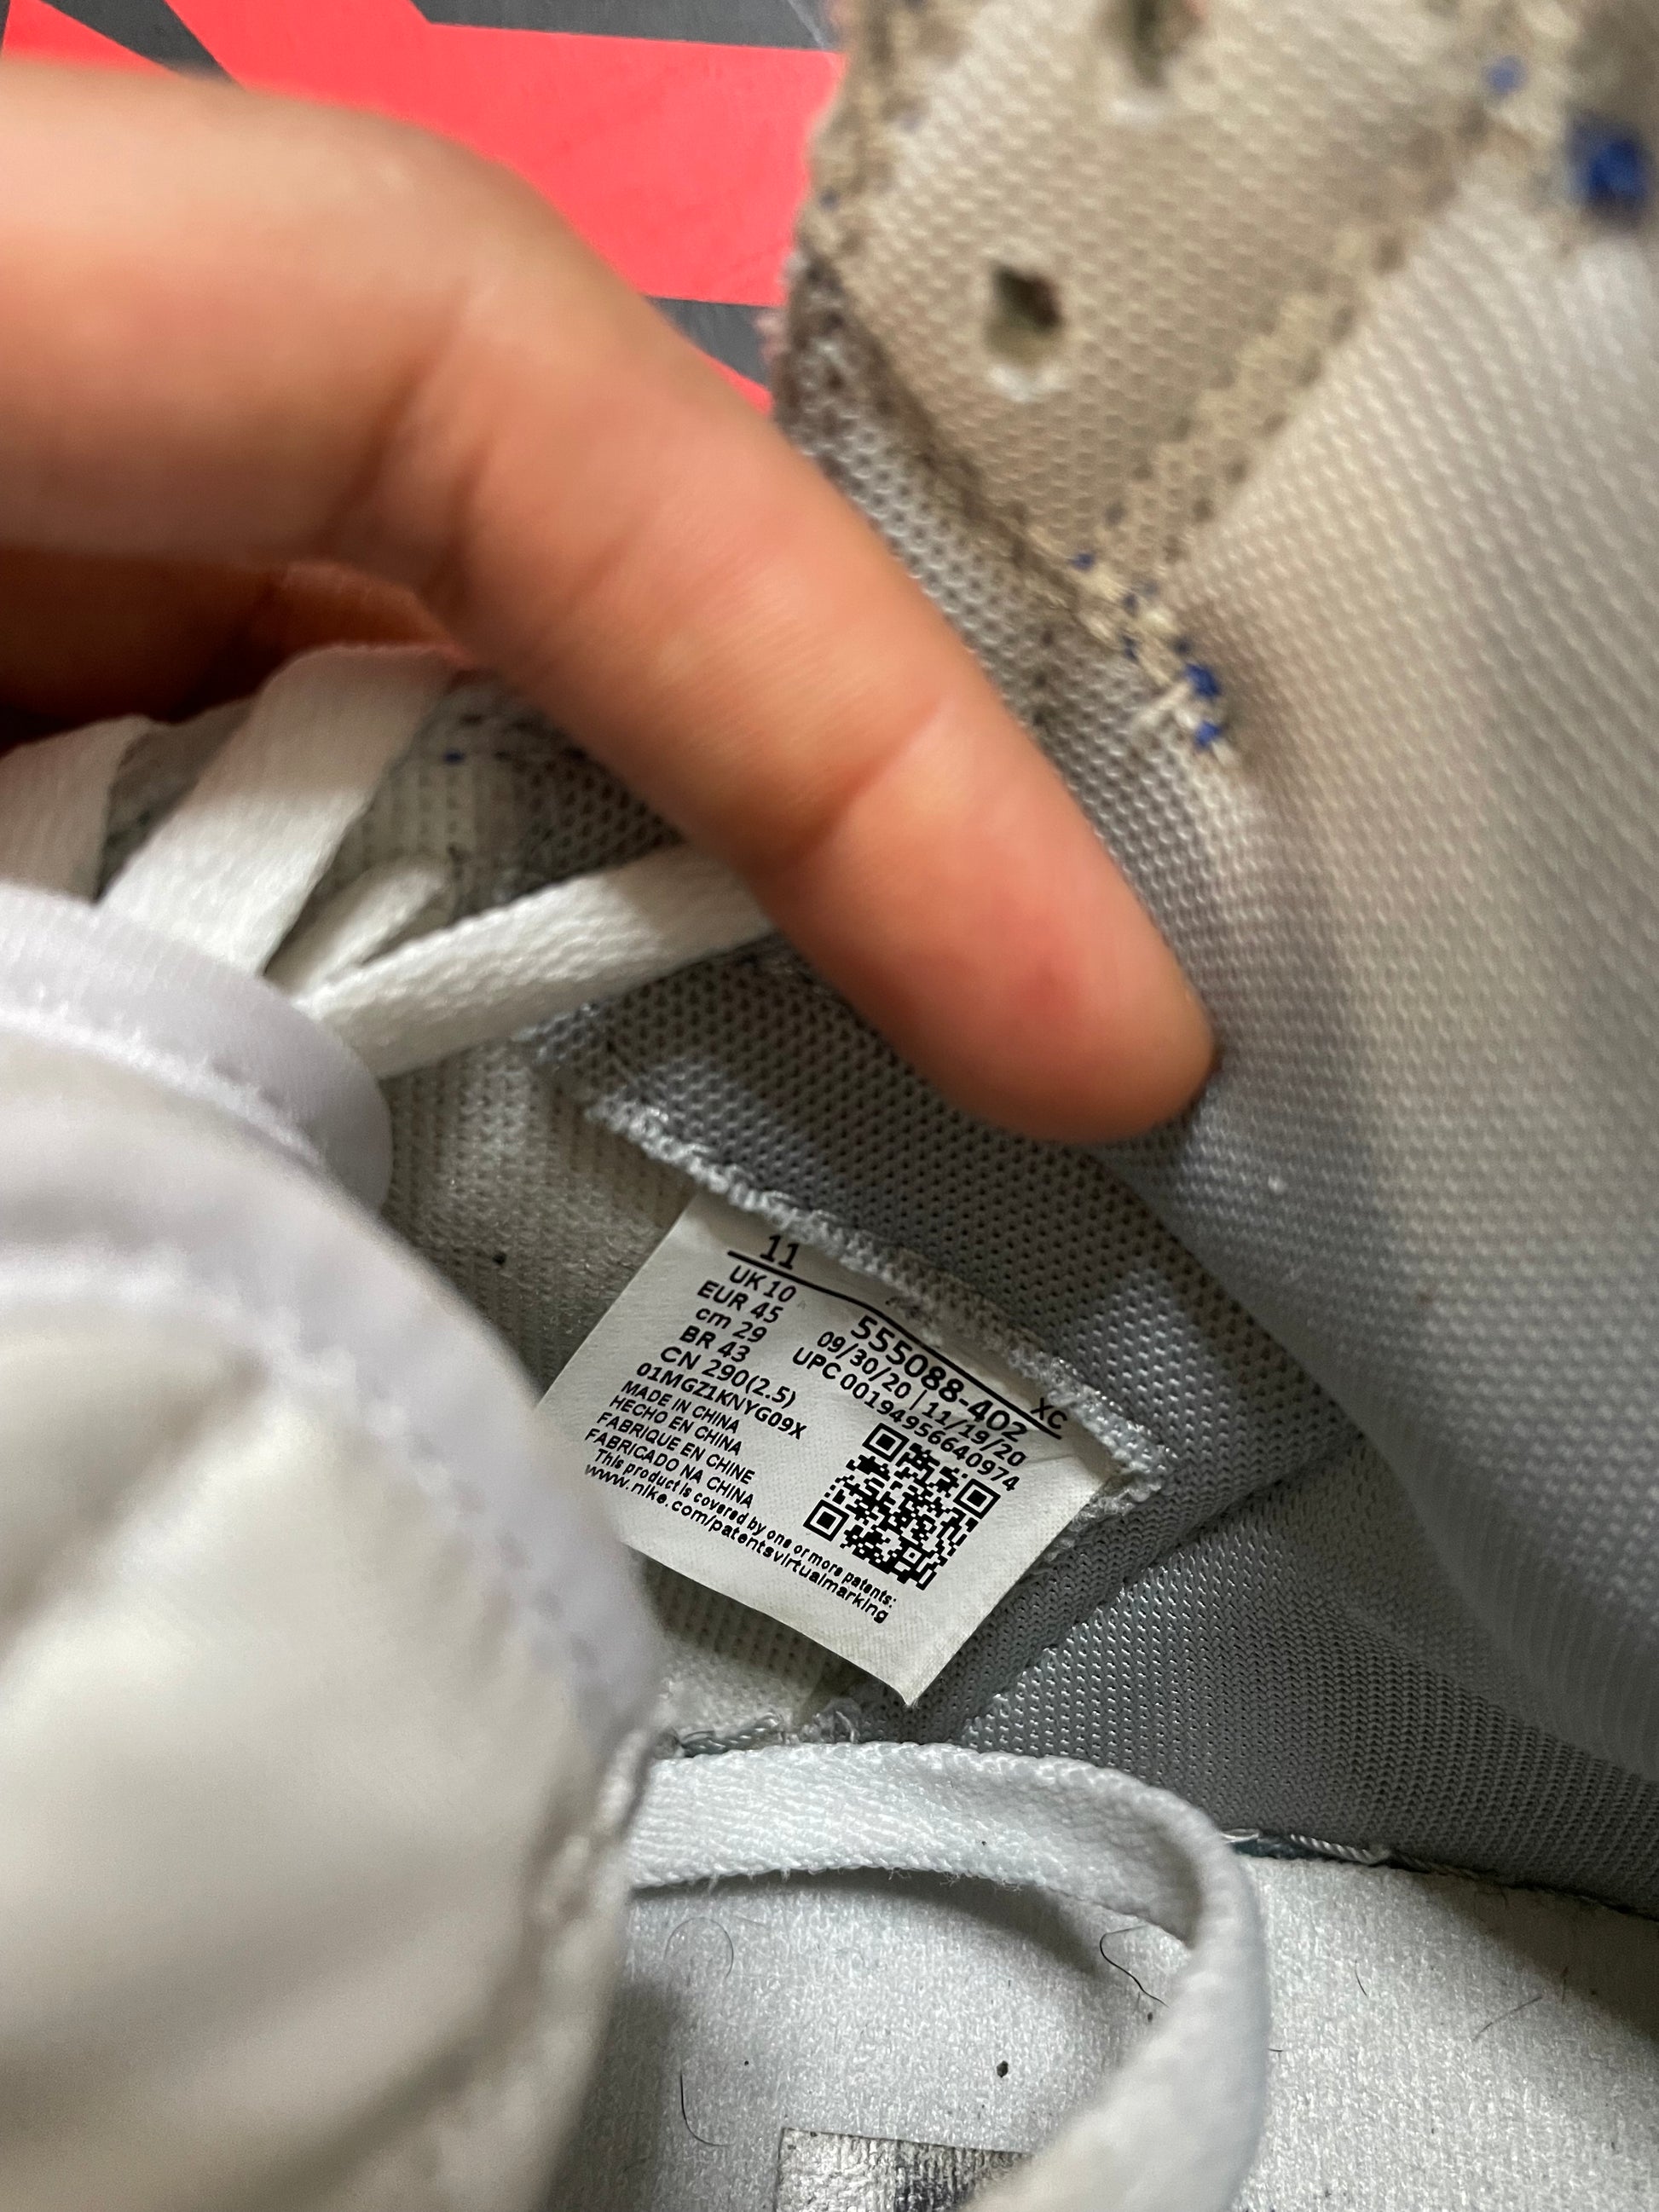 11
XC
UK 10
EUR 45
cm 29
BR 43
CN 290(2.5)
01MGZ1KNYG09X
555088-402
09/30/20 | 11/19/20
UPC 00194956640974
MADE IN CHINA
HECHO EN CHINA
FABRIQUE EN CHINE
FABRICADO NA CHINA
This product is covered by one or more patents:
www.nike.com/patentsvirtualmarking